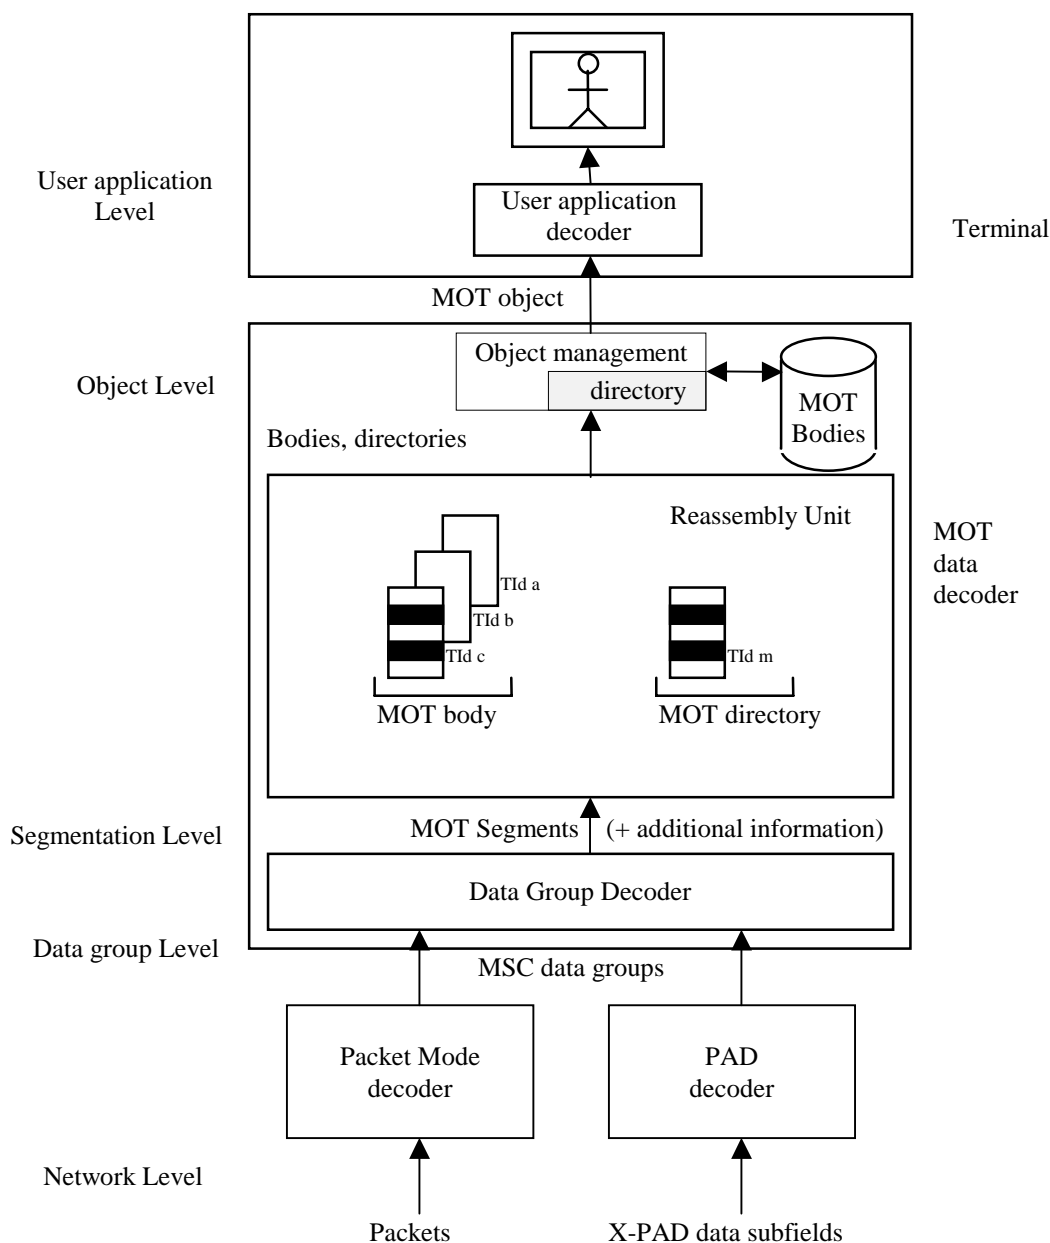 User application
Level
User application
decoder
Terminal
MOT object
Object management
directory
Object Level
MOT
Bodies
Bodies, directories
Reassembly Unit
MOT
data
decoder
TId a
TId b
TId c
TId m
MOT body
MOT directory
MOT Segments (+ additional information)
Segmentation Level
Data Group Decoder
Data group Level
MSC data groups
Packet Mode
decoder
PAD
decoder
Network Level
Packets
X-PAD data subfields